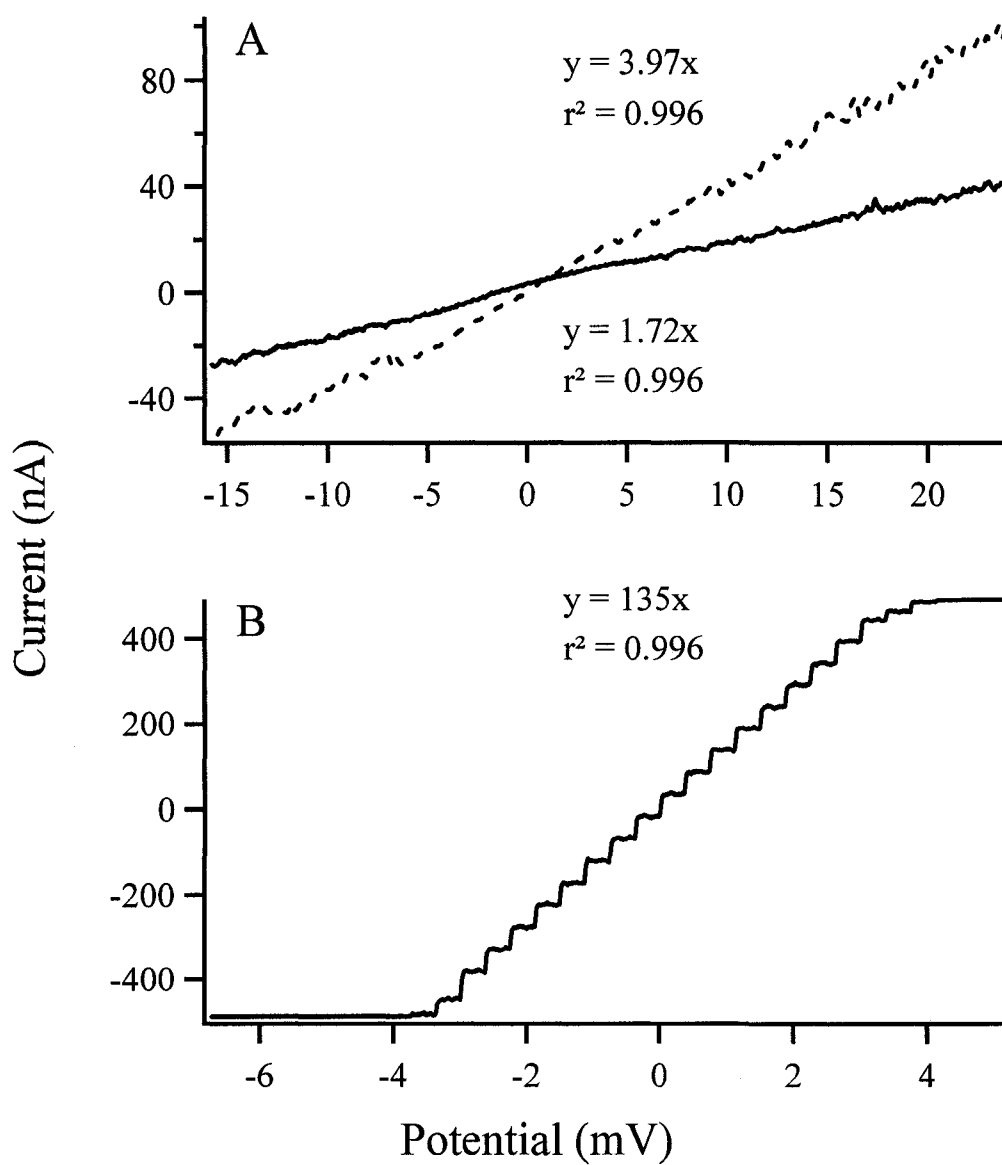 A
y = 3.97x
r² = 0.996
80
40
0
-40
y = 1.72x
r² = 0.996
-15 -10 -5 0 5 10 15 20
Current (nA)
B
y = 135x
r² = 0.996
400
200
0
-200
-400
-6 -4 -2 0 2 4
Potential (mV)